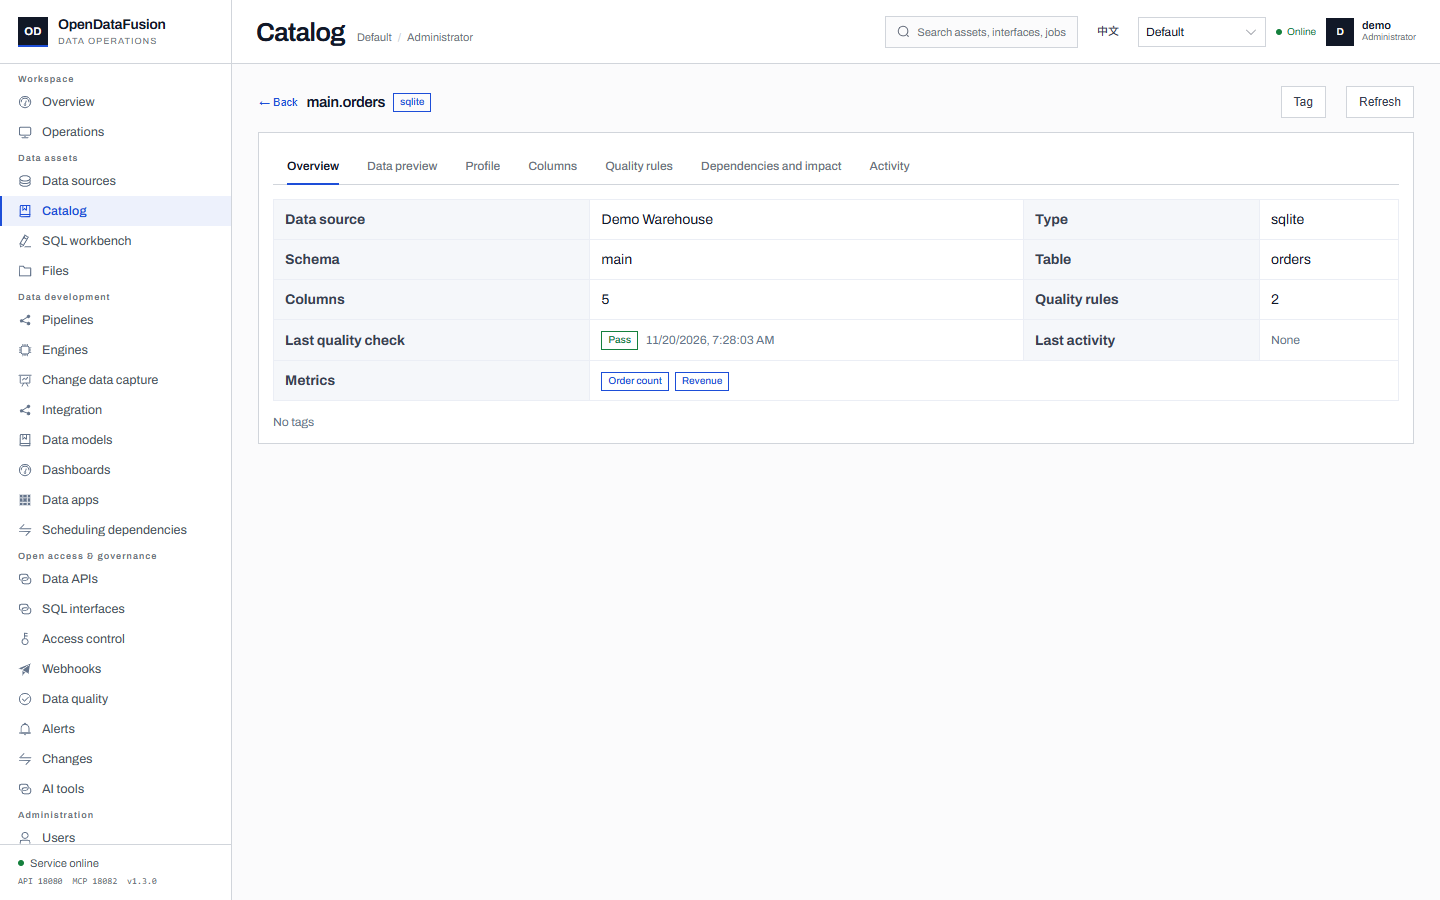 OD
OpenDataFusion
DATA OPERATIONS
Catalog
Default / Administrator
Search assets, interfaces, jobs
中文
Default
Online
D
demo
Administrator
Workspace
Overview
Operations
Data assets
Data sources
Catalog
SQL workbench
Files
Data development
Pipelines
Engines
Change data capture
Integration
Data models
Dashboards
Data apps
Scheduling dependencies
Open access & governance
Data APIs
SQL interfaces
Access control
Webhooks
Data quality
Alerts
Changes
AI tools
Administration
Users
Service online
API 18080 MCP 18082 v1.3.0
← Back main.orders sqlite
Tag Refresh
Overview Data preview Profile Columns Quality rules Dependencies and impact Activity
Data source Demo Warehouse Type sqlite
Schema main Table orders
Columns 5 Quality rules 2
Last quality check Pass 11/20/2026, 7:28:03 AM Last activity None
Metrics Order count Revenue
No tags